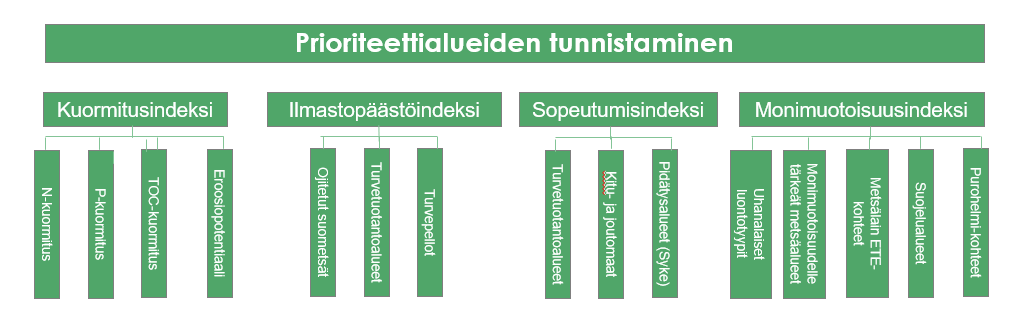 Prioriteettialueiden tunnistaminen
Kuormitusindeksi
Ilmastopäästöindeksi
Sopeutumisindeksi
Monimuotoisuusindeksi
N-kuormitus
P-kuormitus
TOC-kuormitus
Eroosiopotentiaali
Ojitetut suometsät
Turvetuotantoalueet
Turvepellot
Turvetuotantoalueet
Kitu- ja joutomaat
Pidätysalueet (Syke)
Uhanalaiset
luontotyypit
Monimuotoisuudelle
tärkeät metsäalueet
Metsälain ETE-
kohteet
Suojelualueet
Purohelmi-kohteet